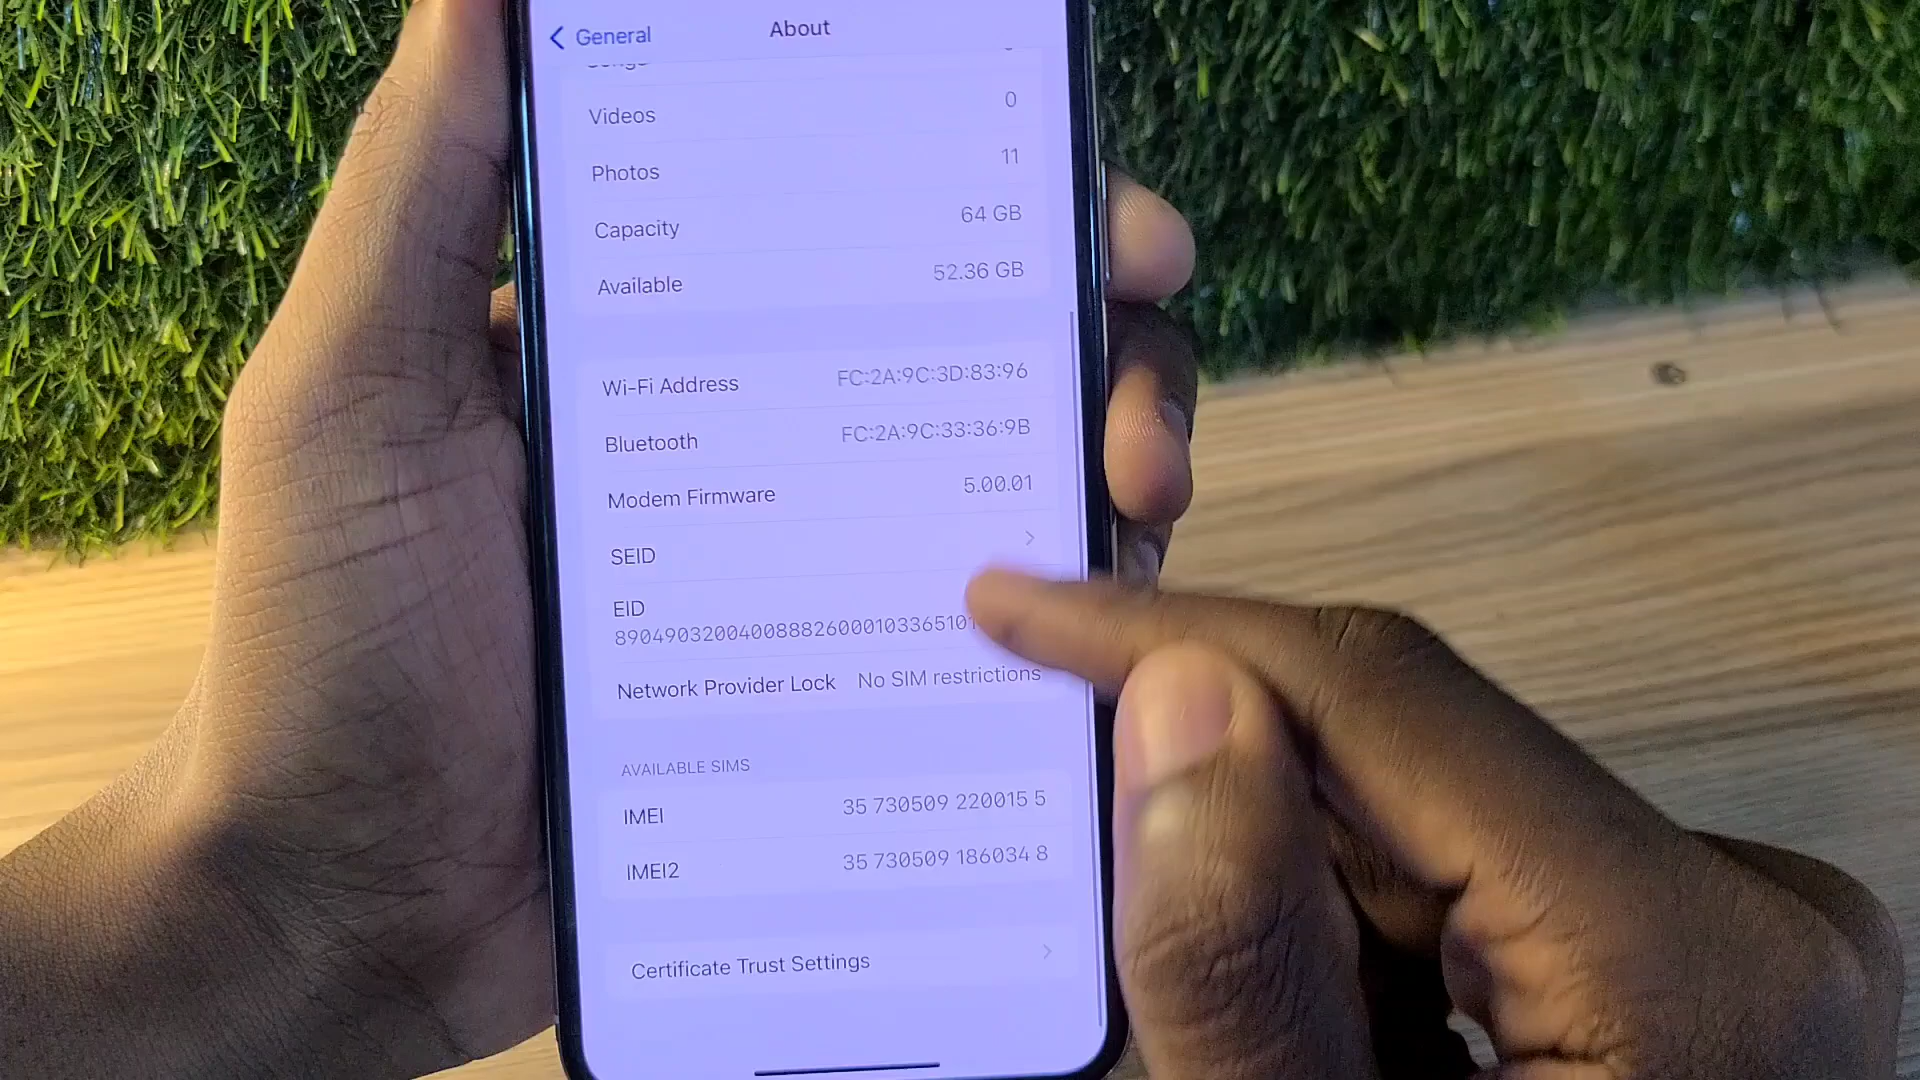 General
About
Videos 0
Photos 11
Capacity 64 GB
Available 52.36 GB
Wi-Fi Address FC:2A:9C:3D:83:96
Bluetooth FC:2A:9C:33:36:9B
Modem Firmware 5.00.01
SEID
EID
Network Provider Lock No SIM restrictions
AVAILABLE SIMS
IMEI 35 730509 220015 5
IMEI2 35 730509 186034 8
Certificate Trust Settings